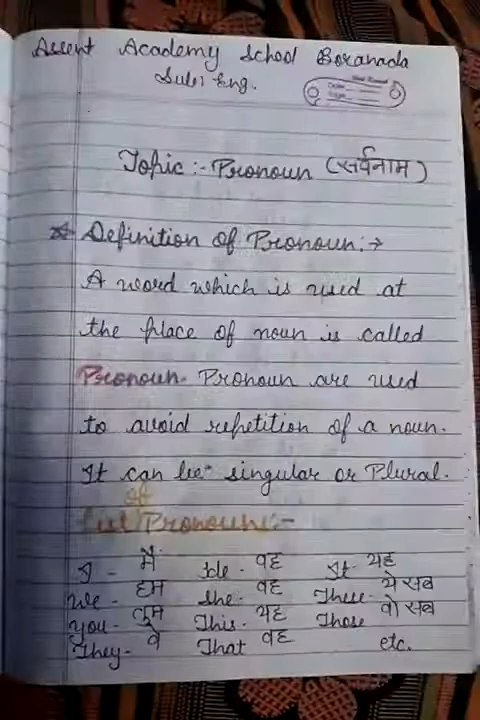 Assent Academy School Boranada
Sub: Eng.
Topic :- Pronoun (सर्वनाम)
Definition of Pronoun:→
A word which is used at
the place of noun is called
Pronoun. Pronoun are used
to avoid repetition of a noun.
It can be singular or Plural.
of
List Pronoun:-
I - मैं He - वह It यह
We - हम She - वह These ये सब
You - तुम This - यह Those वो सब
They - वे That वह etc.